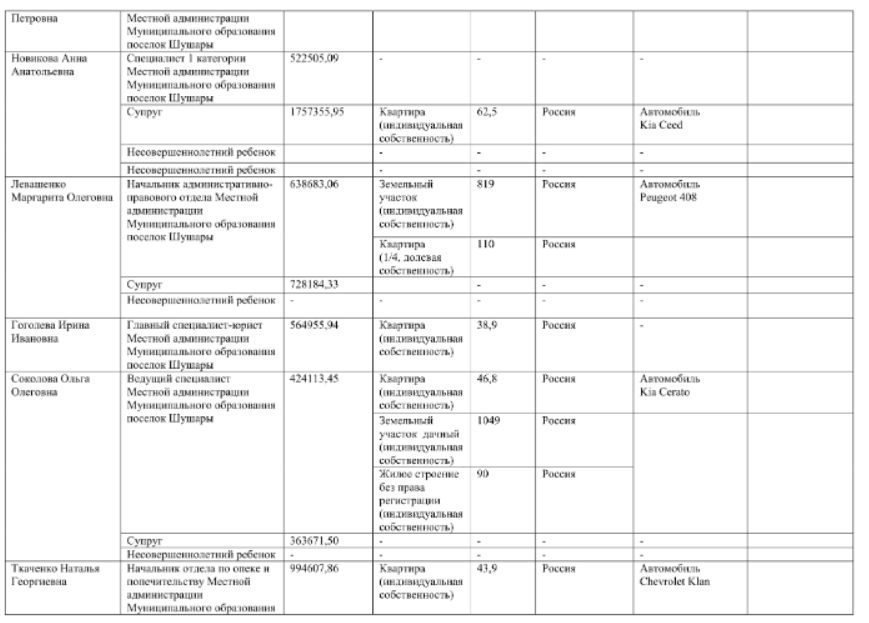 Петровна
Местной администрации
Муниципального образования
поселок Шушары
Новикова Анна
Анатольевна
Специалист 1 категории
Местной администрации
Муниципального образования
поселок Шушары
522505,09 - - - -
Супруг 1757355,95 Квартира
(индивидуальная
собственность)
62,5 Россия Автомобиль
Kia Ceed
Несовершеннолетний ребенок - - - -
Несовершеннолетний ребенок - - - -
Левашенко
Маргарита Олеговна
Начальник административно-
правового отдела Местной
администрации
Муниципального образования
поселок Шушары
638683,06
Земельный
участок
(индивидуальная
собственность)
819 Россия Автомобиль
Peugeot 408
Квартира
(1/4, долевая
собственность)
110 Россия
Супруг 728184,33 - - -
Несовершеннолетний ребенок - - - - -
Гоголева Ирина
Ивановна
Главный специалист-юрист
Местной администрации
Муниципального образования
поселок Шушары
564955,94
Квартира
(индивидуальная
собственность)
38,9 Россия -
Соколова Ольга
Олеговна
Ведущий специалист
Местной администрации
Муниципального образования
поселок Шушары
424113,45
Квартира
(индивидуальная
собственность)
46,8 Россия Автомобиль
Kia Cerato
Земельный
участок дачный
(индивидуальная
собственность)
1049 Россия
Жилое строение
без права
регистрации
(индивидуальная
собственность)
90 Россия
Супруг 363671,50 - - - -
Несовершеннолетний ребенок - - - - -
Ткаченко Наталья
Георгиевна
Начальник отдела по опеке и
попечительству Местной
администрации
Муниципального образования
994607,86
Квартира
(индивидуальная
собственность)
43,9 Россия Автомобиль
Chevrolet Klan